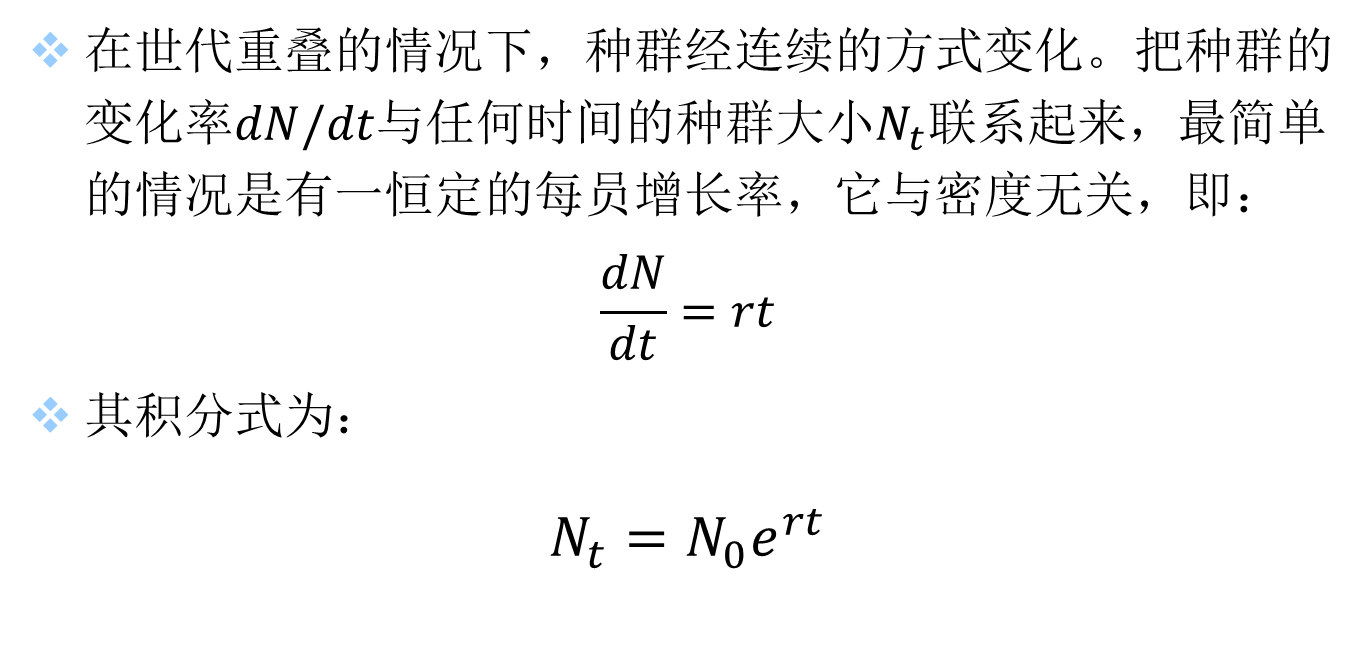 ❖ 在世代重叠的情况下，种群经连续的方式变化。把种群的
变化率dN/dt与任何时间的种群大小N_t联系起来，最简单
的情况是有一恒定的每员增长率，它与密度无关，即：
dN/dt = rt
❖ 其积分式为：
N_t = N_0e^{rt}